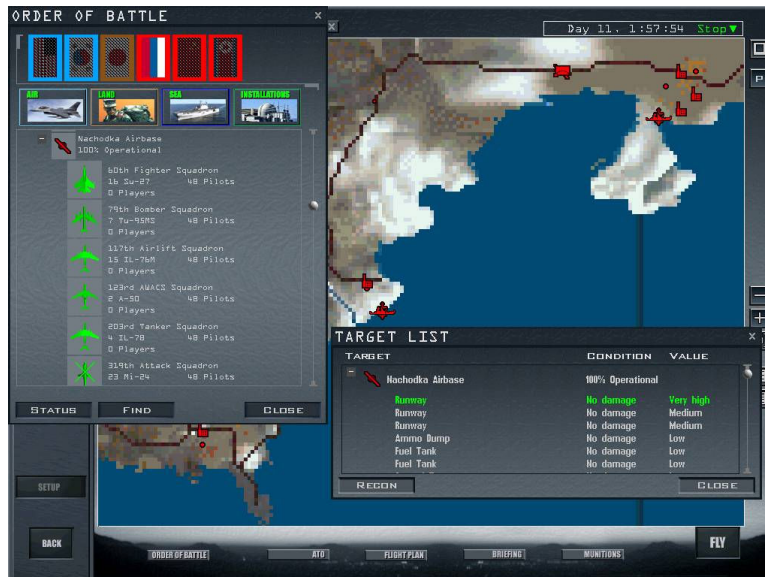 ORDER OF BATTLE
Day 11, 1:57:54 Stop
AIR
LAND
SEA
INSTALLATIONS
Nachodka Airbase
100% Operational
60th Fighter Squadron
16 Su-27 48 Pilots
0 Players
79th Bomber Squadron
7 Tu-95MS 48 Pilots
0 Players
117th Airlift Squadron
15 IL-76M 48 Pilots
0 Players
123rd AWACS Squadron
2 A-50 48 Pilots
0 Players
203rd Tanker Squadron
4 IL-78 48 Pilots
0 Players
319th Attack Squadron
23 Mi-24 48 Pilots
STATUS
FIND
CLOSE
TARGET LIST
TARGET CONDITION VALUE
Nachodka Airbase 100% Operational
Runway No damage Very high
Runway No damage Medium
Runway No damage Medium
Ammo Dump No damage Low
Fuel Tank No damage Low
Fuel Tank No damage Low
RECON
CLOSE
SETUP
BACK
ORDER OF BATTLE
ATO
FLIGHT PLAN
BRIEFING
MUNITIONS
FLY